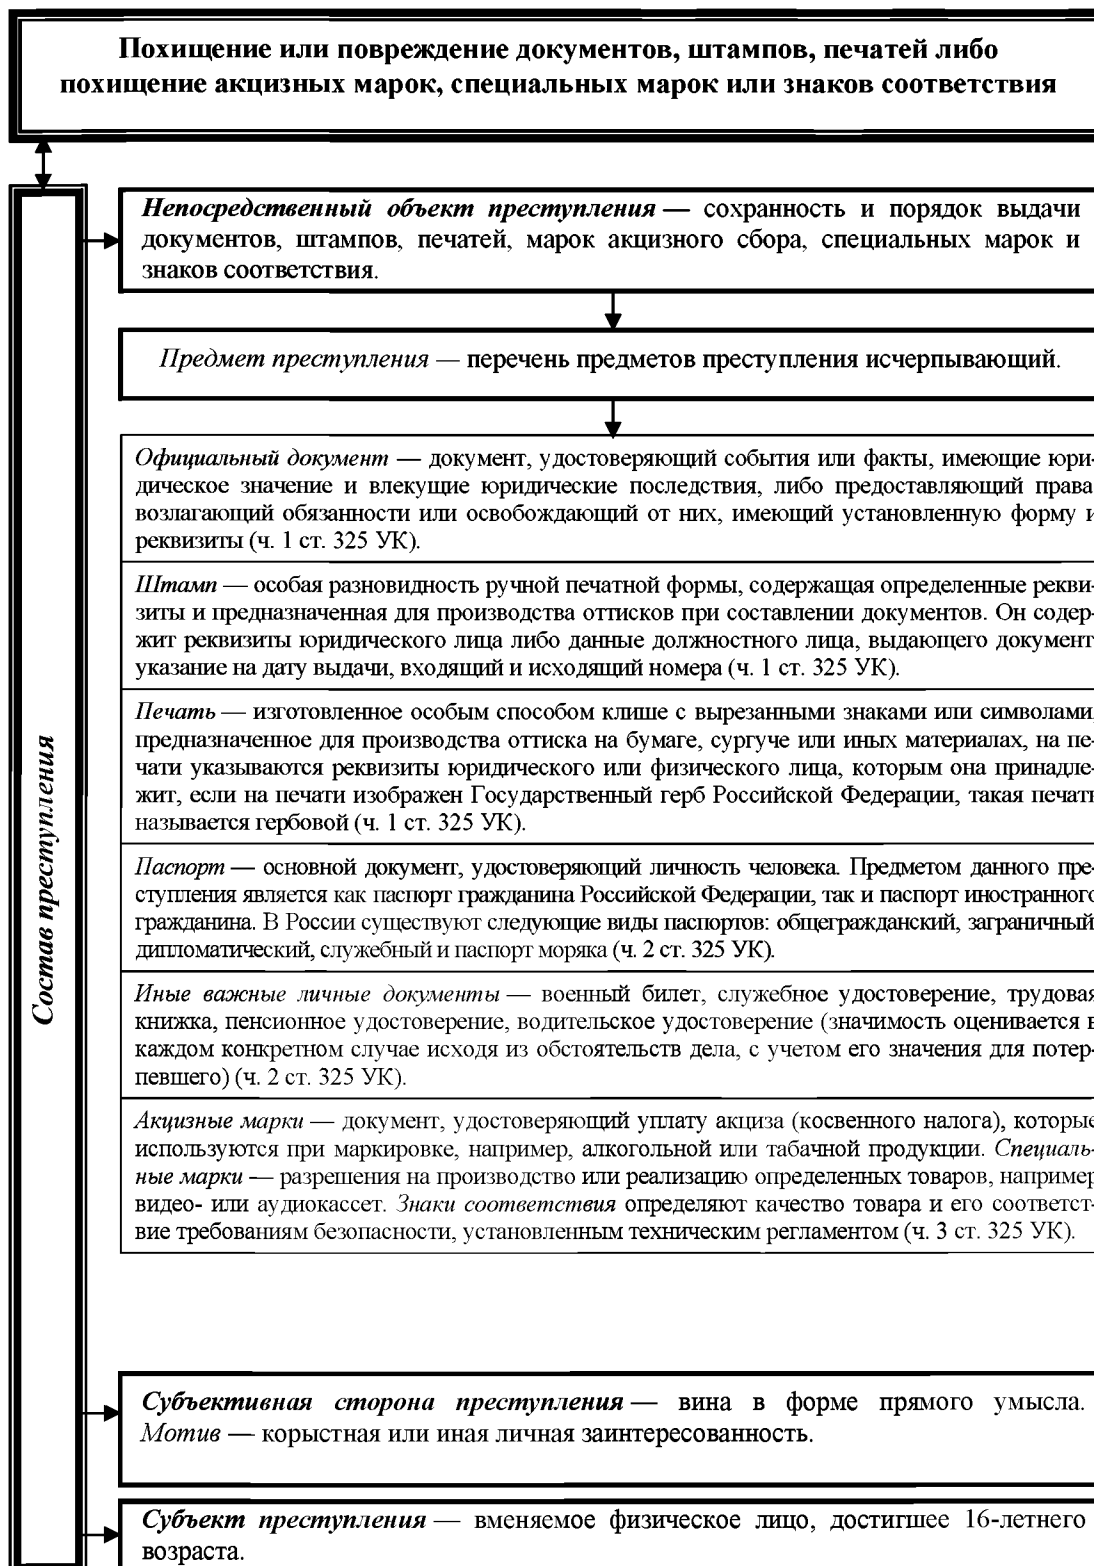 Похищение или повреждение документов, штампов, печатей либо
похищение акцизных марок, специальных марок или знаков соответствия
Состав преступления
Непосредственный объект преступления — сохранность и порядок выдачи
документов, штампов, печатей, марок акцизного сбора, специальных марок и
знаков соответствия.
Предмет преступления — перечень предметов преступления исчерпывающий.
Официальный документ — документ, удостоверяющий события или факты, имеющие юри-
дическое значение и влекущие юридические последствия, либо предоставляющий права
возлагающий обязанности или освобождающий от них, имеющий установленную форму и
реквизиты (ч. 1 ст. 325 УК).
Штамп — особая разновидность ручной печатной формы, содержащая определенные рекви-
зиты и предназначенная для производства оттисков при составлении документов. Он содер-
жит реквизиты юридического лица либо данные должностного лица, выдающего документ
указание на дату выдачи, входящий и исходящий номера (ч. 1 ст. 325 УК).
Печать — изготовленное особым способом клише с вырезанными знаками или символами,
предназначенное для производства оттиска на бумаге, сургуче или иных материалах, на пе-
чати указываются реквизиты юридического или физического лица, которым она принадле-
жит, если на печати изображен Государственный герб Российской Федерации, такая печать
называется гербовой (ч. 1 ст. 325 УК).
Паспорт — основной документ, удостоверяющий личность человека. Предметом данного пре-
ступления является как паспорт гражданина Российской Федерации, так и паспорт иностранного
гражданина. В России существуют следующие виды паспортов: общегражданский, заграничный
дипломатический, служебный и паспорт моряка (ч. 2 ст. 325 УК).
Иные важные личные документы — военный билет, служебное удостоверение, трудовая
книжка, пенсионное удостоверение, водительское удостоверение (значимость оценивается в
каждом конкретном случае исходя из обстоятельств дела, с учетом его значения для потер-
певшего) (ч. 2 ст. 325 УК).
Акцизные марки — документ, удостоверяющий уплату акциза (косвенного налога), которые
используются при маркировке, например, алкогольной или табачной продукции. Специаль-
ные марки — разрешения на производство или реализацию определенных товаров, например
видео- или аудиокассет. Знаки соответствия определяют качество товара и его соответст-
вие требованиям безопасности, установленным техническим регламентом (ч. 3 ст. 325 УК).
Субъективная сторона преступления — вина в форме прямого умысла.
Мотив — корыстная или иная личная заинтересованность.
Субъект преступления — вменяемое физическое лицо, достигшее 16-летнего
возраста.